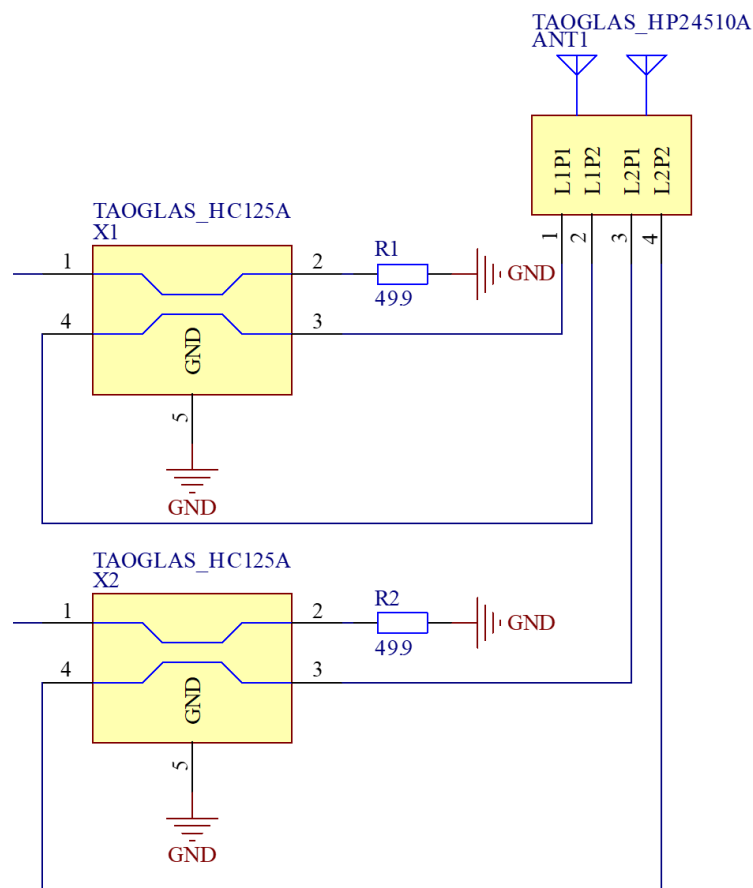 TAOGLAS_HP24510A
ANT1
L1P1
L1P2
L2P1
L2P2
1
2
3
4
TAOGLAS_HC125A
X1
1
2
R1
499
GND
4
3
GND
5
GND
TAOGLAS_HC125A
X2
1
2
R2
499
GND
4
3
GND
5
GND